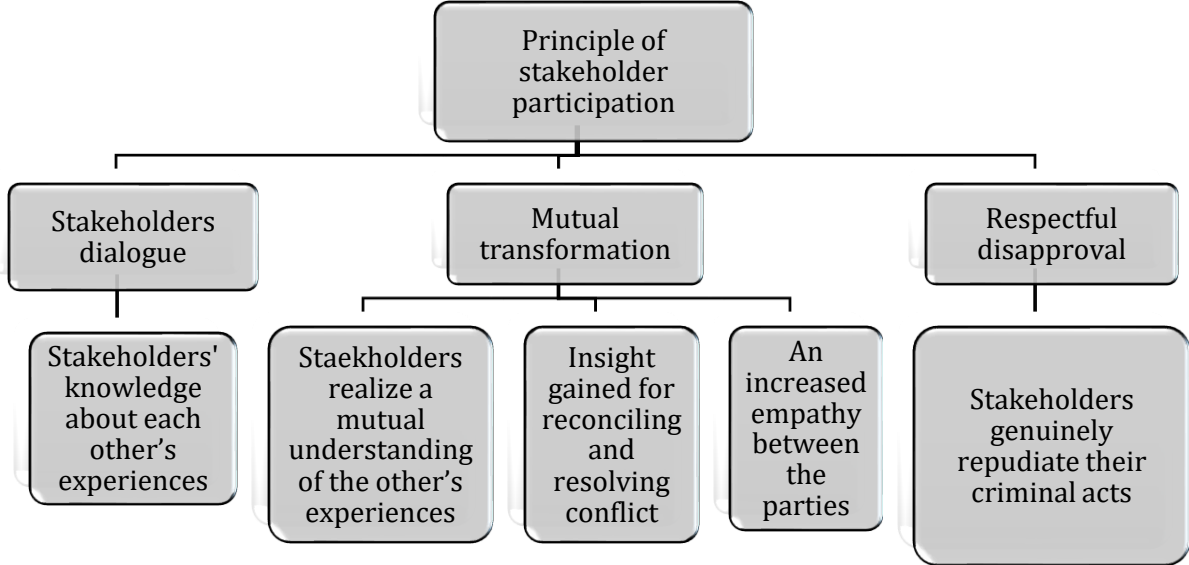 Principle of
stakeholder
participation
Stakeholders
dialogue
Mutual
transformation
Respectful
disapproval
Stakeholders'
knowledge
about each
other’s
experiences
Staekholders
realize a
mutual
understanding
of the other’s
experiences
Insight
gained for
reconciling
and
resolving
conflict
An
increased
empathy
between
the
parties
Stakeholders
genuinely
repudiate their
criminal acts